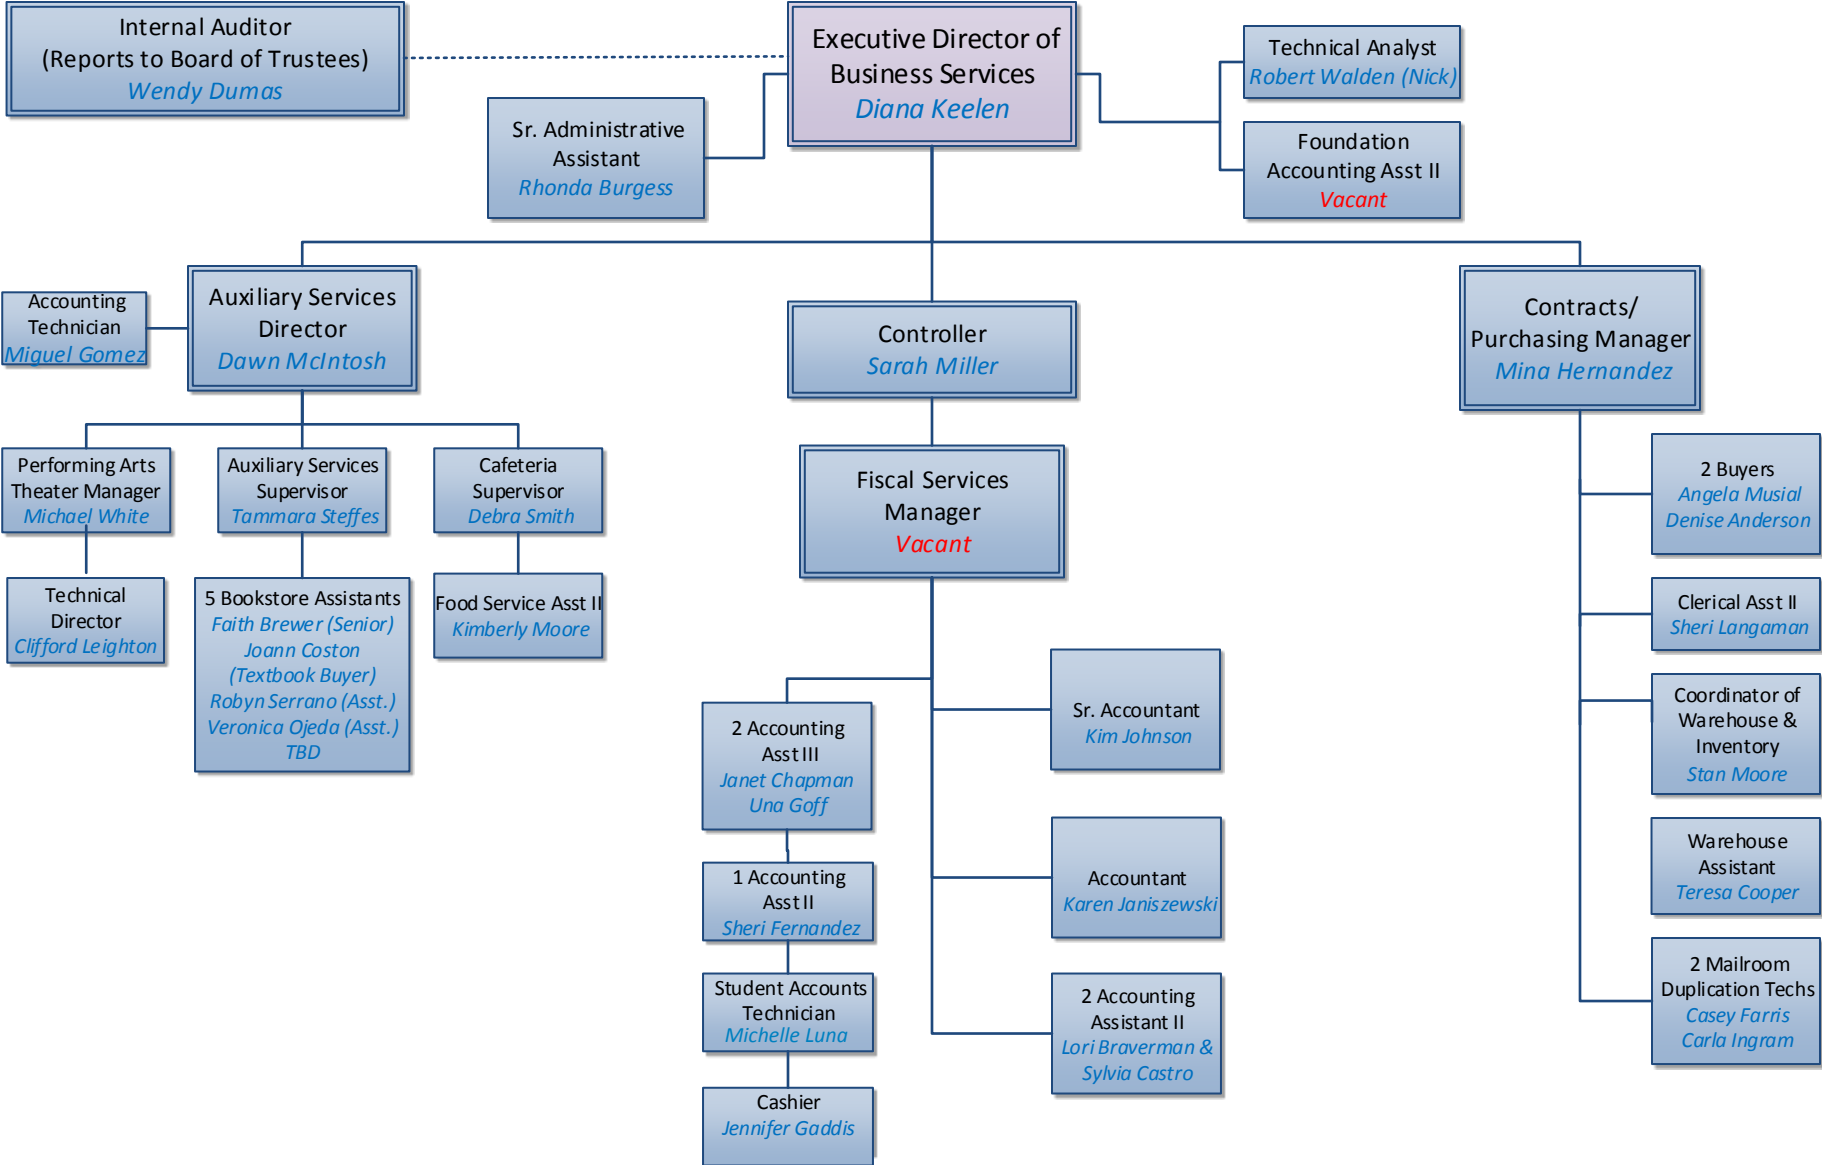 Internal Auditor
(Reports to Board of Trustees)
Wendy Dumas
Executive Director of
Business Services
Diana Keelen
Technical Analyst
Robert Walden (Nick)
Sr. Administrative
Assistant
Rhonda Burgess
Foundation
Accounting Asst II
Vacant
Accounting
Technician
Miguel Gomez
Auxiliary Services
Director
Dawn McIntosh
Controller
Sarah Miller
Contracts/
Purchasing Manager
Mina Hernandez
Performing Arts
Theater Manager
Michael White
Auxiliary Services
Supervisor
Tammara Steffes
Cafeteria
Supervisor
Debra Smith
Fiscal Services
Manager
Vacant
2 Buyers
Angela Musial
Denise Anderson
Technical
Director
Clifford Leighton
5 Bookstore Assistants
Faith Brewer (Senior)
Joann Coston
(Textbook Buyer)
Robyn Serrano (Asst.)
Veronica Ojeda (Asst.)
TBD
Food Service Asst II
Kimberly Moore
Clerical Asst II
Sheri Langaman
2 Accounting
Asst III
Janet Chapman
Una Goff
Sr. Accountant
Kim Johnson
Coordinator of
Warehouse &
Inventory
Stan Moore
1 Accounting
Asst II
Sheri Fernandez
Accountant
Karen Janiszewski
Warehouse
Assistant
Teresa Cooper
Student Accounts
Technician
Michelle Luna
2 Accounting
Assistant II
Lori Braverman &
Sylvia Castro
2 Mailroom
Duplication Techs
Casey Farris
Carla Ingram
Cashier
Jennifer Gaddis